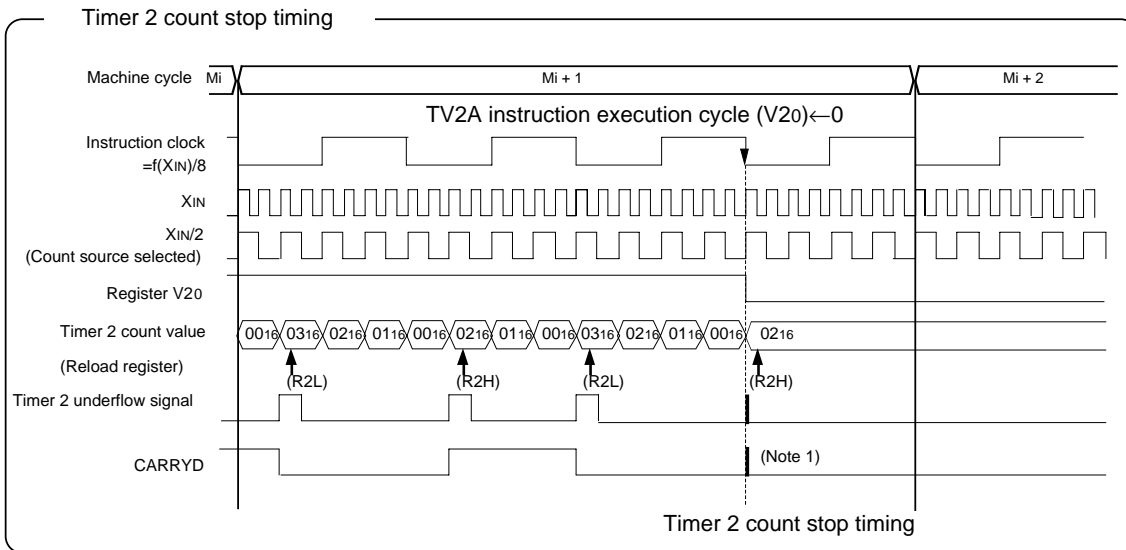 Timer 2 count stop timing
Machine cycle Mi Mi + 1 Mi + 2
TV2A instruction execution cycle (V20)←0
Instruction clock
=f(XIN)/8
XIN
XIN/2
(Count source selected)
Register V20
Timer 2 count value 0016 0316 0216 0116 0016 0216 0116 0016 0316 0216 0116 0016 0216
(Reload register) (R2L) (R2H) (R2L) (R2H)
Timer 2 underflow signal
CARRYD (Note 1)
Timer 2 count stop timing